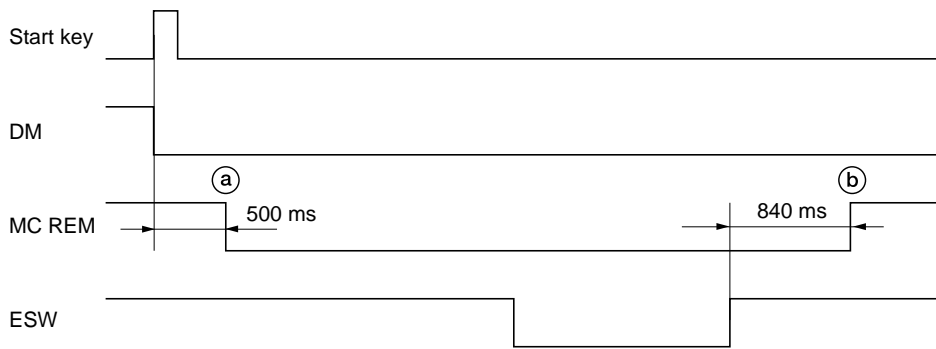 Start key
DM
a
b
MC REM
500 ms
840 ms
ESW